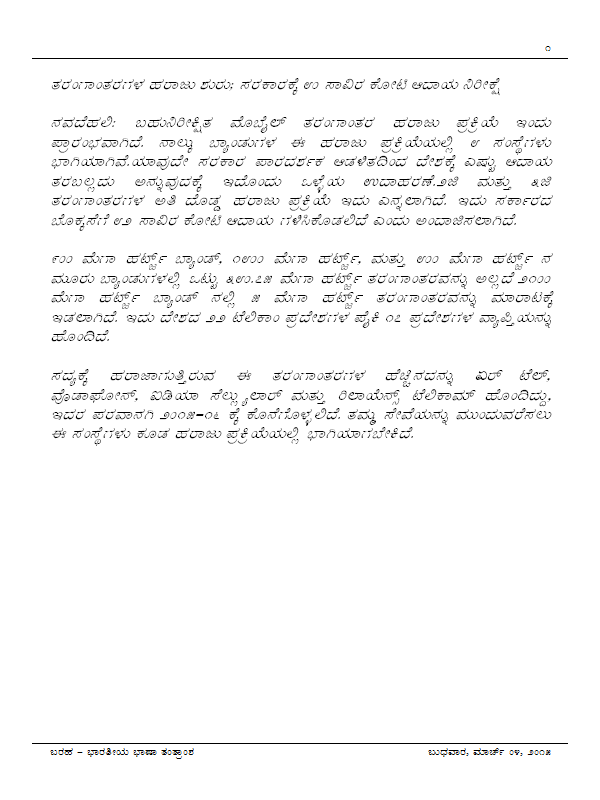 ೧
ತರಂಗಾಂತರಗಳ ಹರಾಜು ಶುರು; ಸರಕಾರಕ್ಕೆ ೮೦ ಸಾವಿರ ಕೋಟಿ ಆದಾಯ ನಿರೀಕ್ಷೆ
ನವದೆಹಲಿ: ಬಹುನಿರೀಕ್ಷಿತ ಮೊಬೈಲ್ ತರಂಗಾಂತರ ಹರಾಜು ಪ್ರಕ್ರಿಯೆ ಇಂದು
ಪ್ರಾರಂಭವಾಗಿದೆ. ನಾಲ್ಕು ಬ್ಯಾಂಡುಗಳ ಈ ಹರಾಜು ಪ್ರಕ್ರಿಯೆಯಲ್ಲಿ ೮ ಸಂಸ್ಥೆಗಳು
ಭಾಗಿಯಾಗಿವೆ.ಯಾವುದೇ ಸರಕಾರ ಪಾರದರ್ಶಕ ಆಡಳಿತದಿಂದ ದೇಶಕ್ಕೆ ಎಷ್ಟು ಆದಾಯ
ತರಬಲ್ಲದು ಅನ್ನುವುದಕ್ಕೆ ಇದೊಂದು ಒಳ್ಳೆಯ ಉದಾಹರಣೆ.೨ಜಿ ಮತ್ತು ೩ಜಿ
ತರಂಗಾಂತರಗಳ ಅತಿ ದೊಡ್ಡ ಹರಾಜು ಪ್ರಕ್ರಿಯೆ ಇದು ಎನ್ನಲಾಗಿದೆ. ಇದು ಸರ್ಕಾರದ
ಬೊಕ್ಕಸೆಗೆ ೮೨ ಸಾವಿರ ಕೋಟಿ ಆದಾಯ ಗಳಿಸಿಕೊಡಲಿದೆ ಎಂದು ಅಂದಾಜಿಸಲಾಗಿದೆ.
೯೦೦ ಮೆಗಾ ಹರ್ಟ್ಜ್ ಬ್ಯಾಂಡ್, ೧೮೦೦ ಮೆಗಾ ಹರ್ಟ್ಜ್, ಮತ್ತು ೮೦೦ ಮೆಗಾ ಹರ್ಟ್ಜ್ ನ
ಮೂರು ಬ್ಯಾಂಡುಗಳಲ್ಲಿ ಒಟ್ಟು ೩೮೦.೭೫ ಮೆಗಾ ಹರ್ಟ್ಜ್ ತರಂಗಾಂತರವನ್ನು ಅಲ್ಲದೆ ೨೧೦೦
ಮೆಗಾ ಹರ್ಟ್ಜ್ ಬ್ಯಾಂಡ್ ನಲ್ಲಿ ೫ ಮೆಗಾ ಹರ್ಟ್ಜ್ ತರಂಗಾಂತರವನ್ನು ಮಾರಾಟಕ್ಕೆ
ಇಡಲಾಗಿದೆ. ಇದು ದೇಶದ ೨೨ ಟೆಲಿಕಾಂ ಪ್ರದೇಶಗಳ ಪೈಕಿ ೧೭ ಪ್ರದೇಶಗಳ ವ್ಯಾಪ್ತಿಯನ್ನು
ಹೊಂದಿದೆ.
ಸದ್ಯಕ್ಕೆ ಹರಾಜಾಗುತ್ತಿರುವ ಈ ತರಂಗಾಂತರಗಳ ಹೆಚ್ಚಿನದನ್ನು ಏರ್ ಟೆಲ್,
ವೊಡಾಫೋನ್, ಐಡಿಯಾ ಸೆಲ್ಲ್ಯುಲಾರ್ ಮತ್ತು ರಿಲಾಯೆನ್ಸ್ ಟೆಲಿಕಾಮ್ ಹೊಂದಿದ್ದು,
ಇದರ ಪರವಾನಗಿ ೨೦೧೫-೧೬ ಕ್ಕೆ ಕೊನೆಗೊಳ್ಳಲಿದೆ. ತಮ್ಮ ಸೇವೆಯನ್ನು ಮುಂದುವರೆಸಲು
ಈ ಸಂಸ್ಥೆಗಳು ಕೂಡ ಹರಾಜು ಪ್ರಕ್ರಿಯೆಯಲ್ಲಿ ಭಾಗಿಯಾಗಬೇಕಿದೆ.
ಬರಹ - ಭಾರತೀಯ ಭಾಷಾ ತಂತ್ರಾಂಶ ಬುಧವಾರ, ಮಾರ್ಚ್ ೦೪, ೨೦೧೫